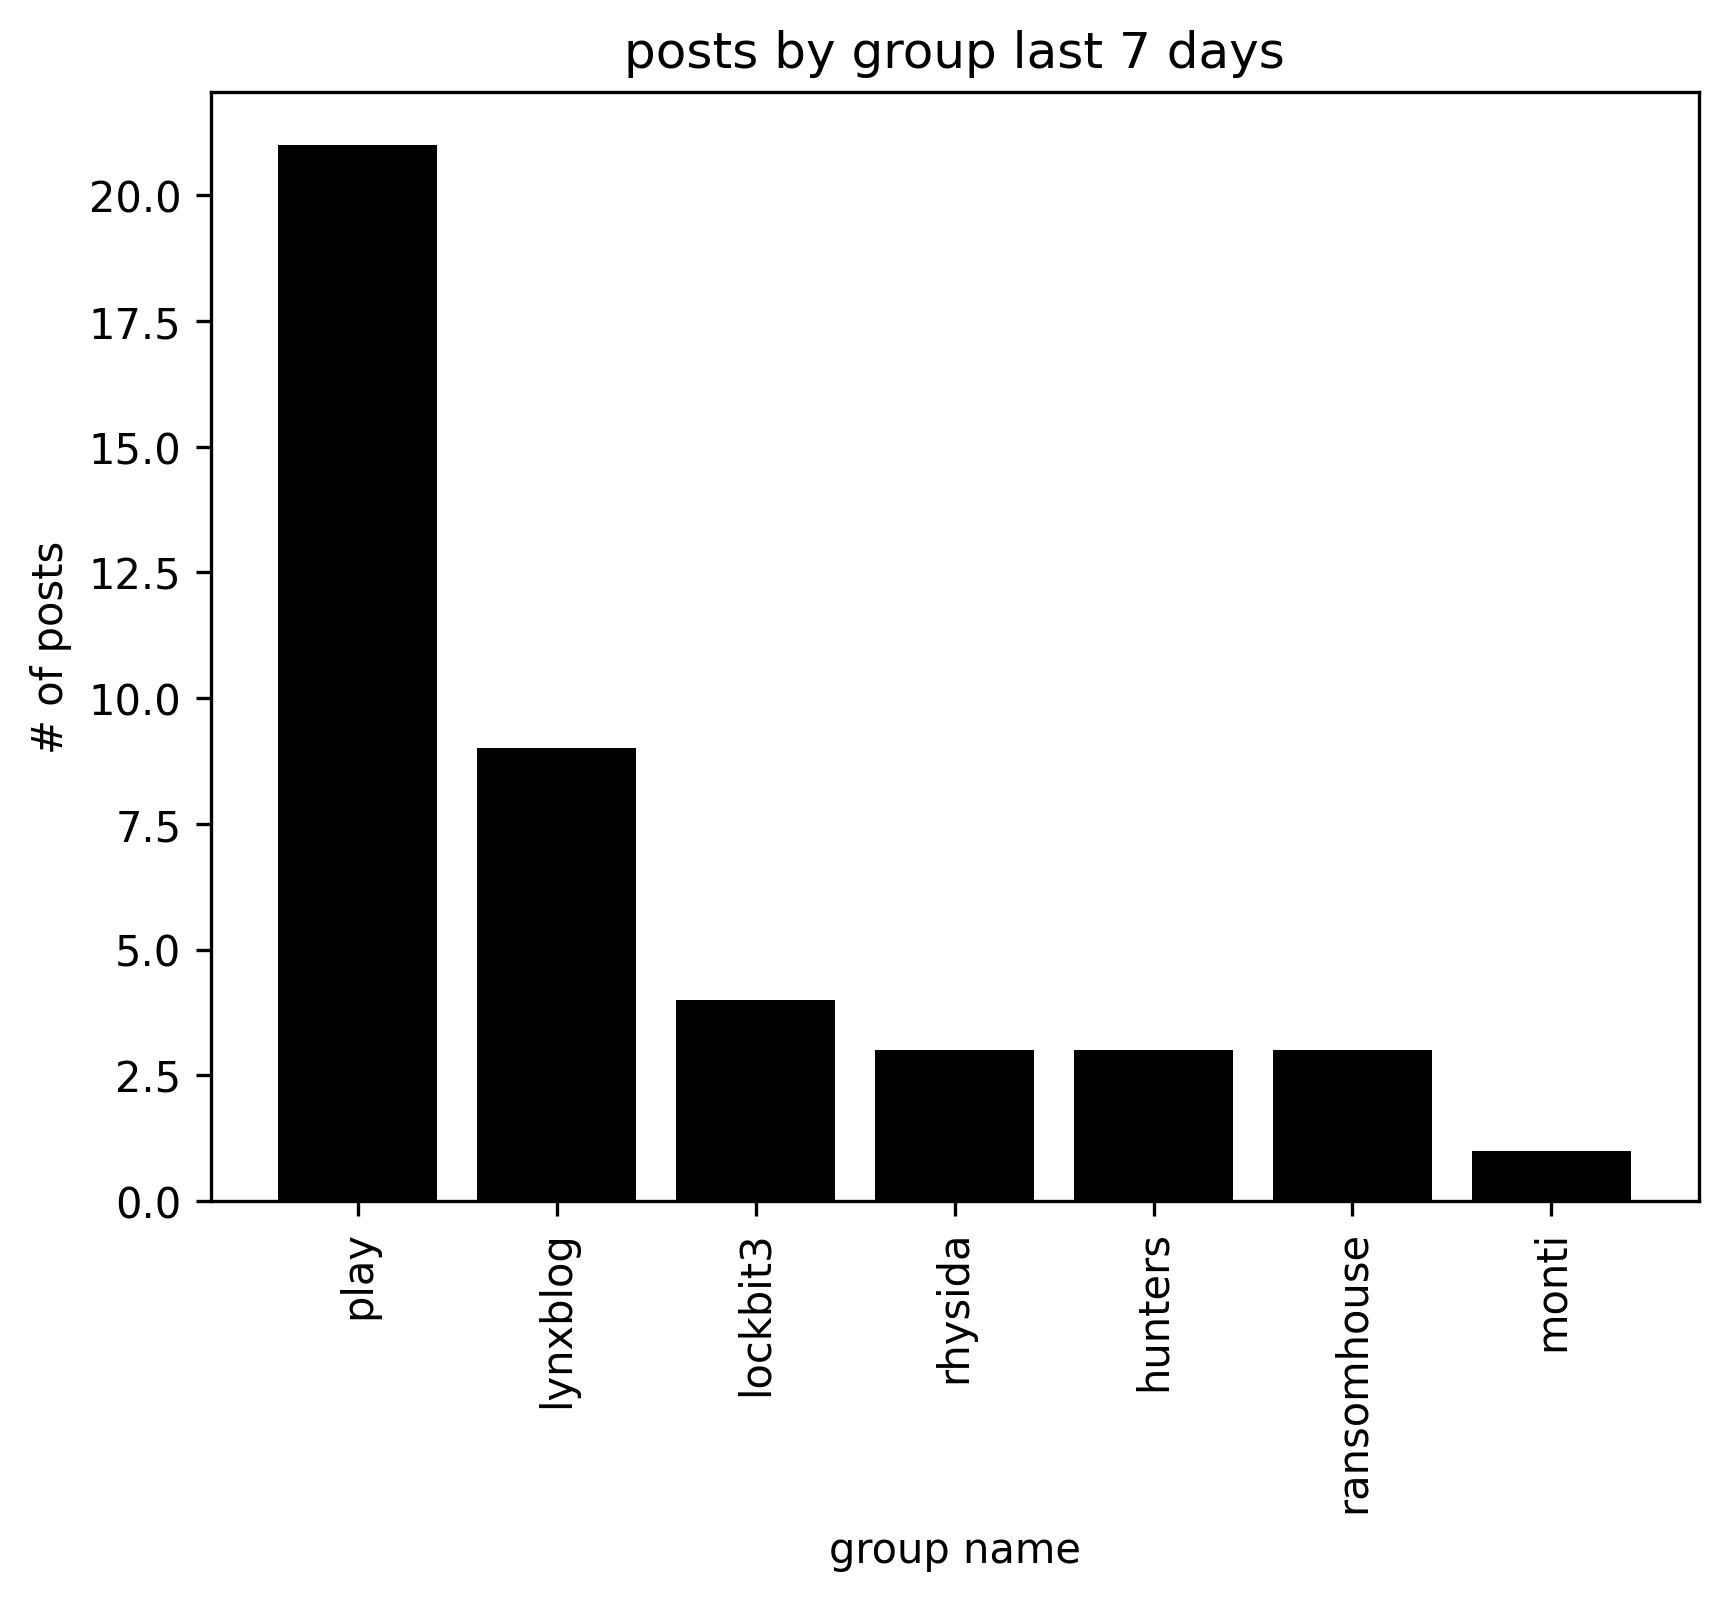 posts by group last 7 days
# of posts
20.0
17.5
15.0
12.5
10.0
7.5
5.0
2.5
0.0
play
lynxblog
lockbit3
rhysida
hunters
ransomhouse
monti
group name